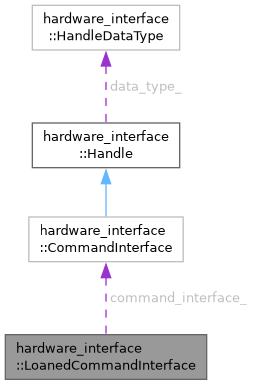 hardware_interface
::HandleDataType
data_type_
hardware_interface
::Handle
hardware_interface
::CommandInterface
command_interface_
hardware_interface
::LoanedCommandInterface